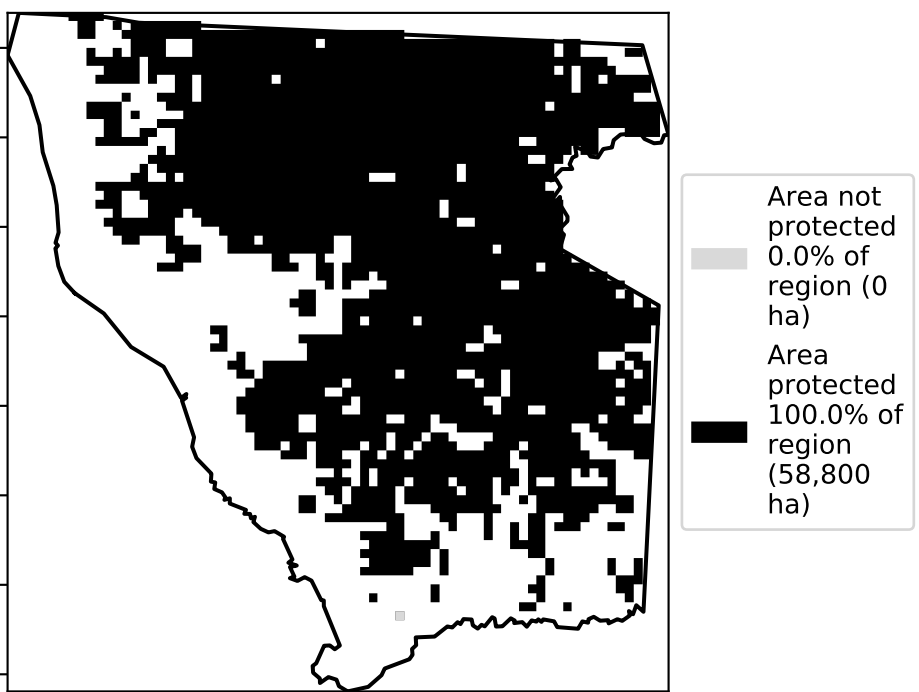 Area not
protected
0.0% of
region (0
ha)
Area
protected
100.0% of
region
(58,800
ha)